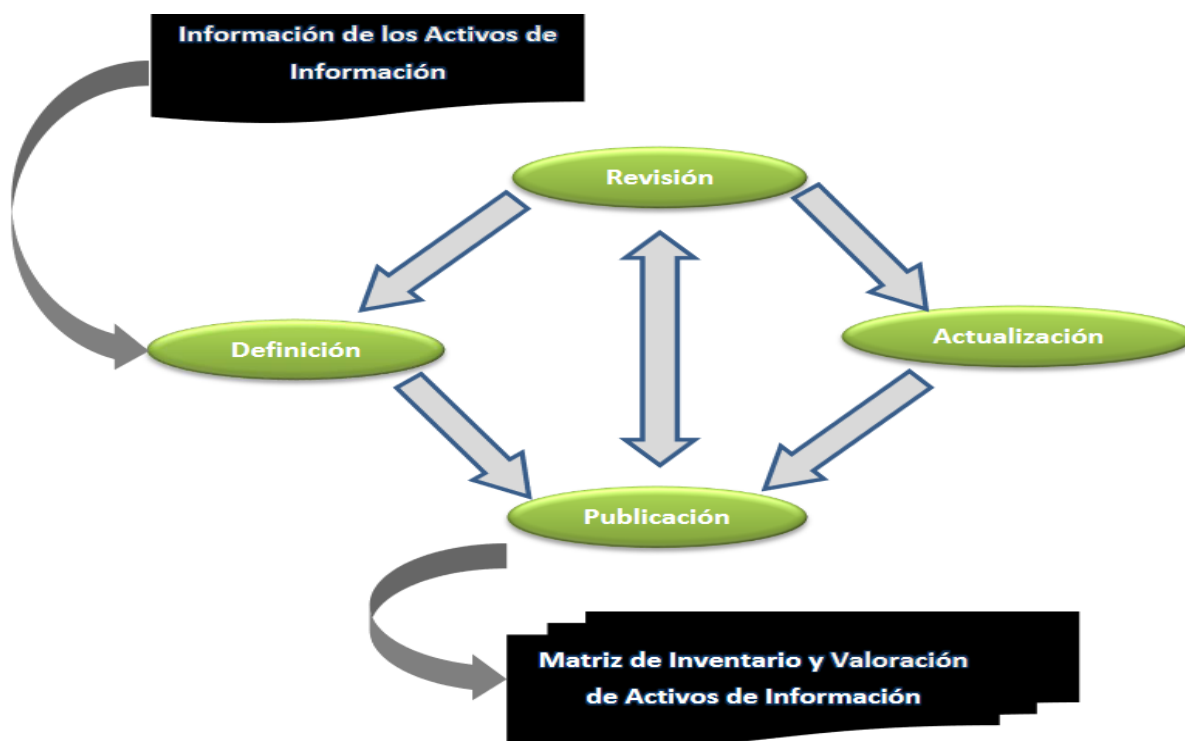 Información de los Activos de
Información
Revisión
Definición
Actualización
Publicación
Matriz de Inventario y Valoración
de Activos de Información